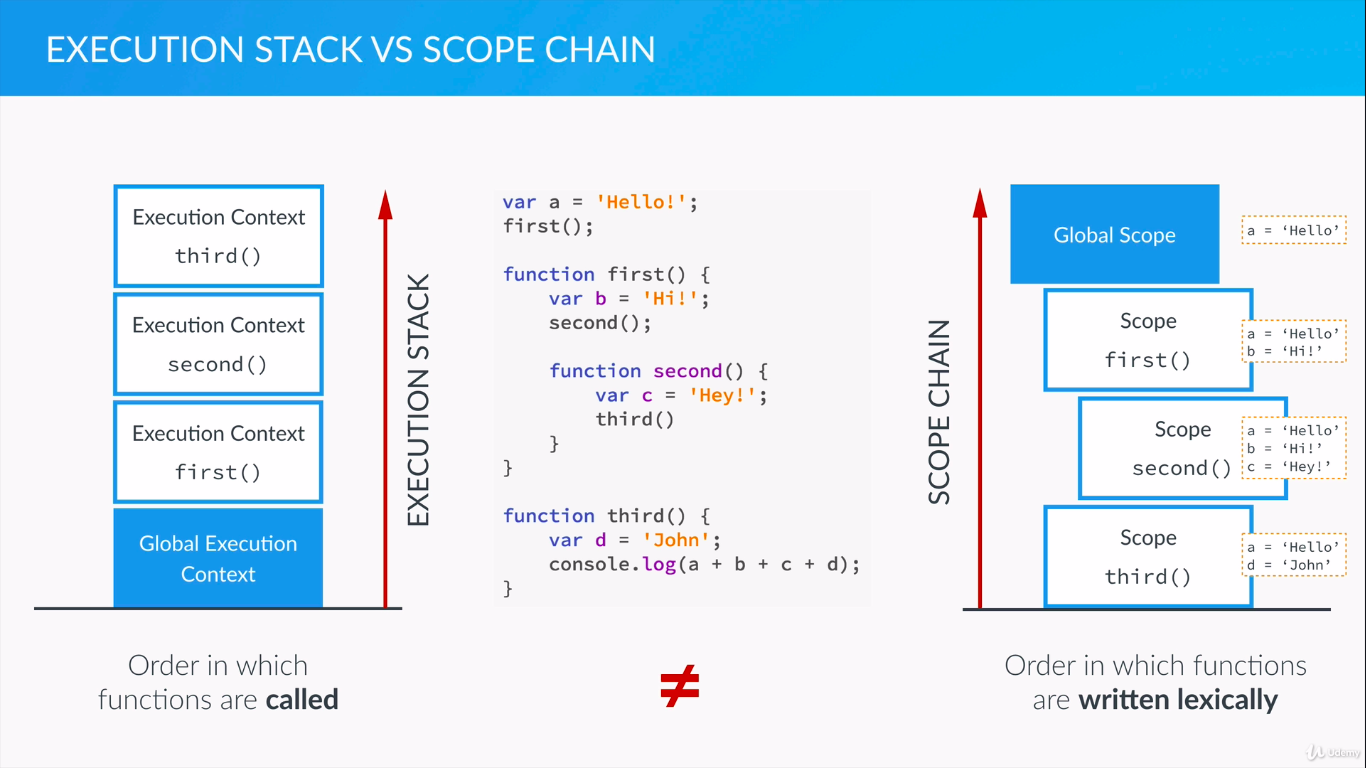 EXECUTION STACK VS SCOPE CHAIN
Execution Context
third()
Execution Context
second()
Execution Context
first()
Global Execution
Context
EXECUTION STACK
Order in which
functions are called
var a = 'Hello!';
first();
function first() {
    var b = 'Hi!';
    second();
    function second() {
        var c = 'Hey!';
        third()
    }
}
function third() {
    var d = 'John';
    console.log(a + b + c + d);
}
≠
SCOPE CHAIN
Global Scope
a = ‘Hello’
Scope
first()
a = ‘Hello’
b = ‘Hi!’
Scope
second()
a = ‘Hello’
b = ‘Hi!’
c = ‘Hey!’
Scope
third()
a = ‘Hello’
d = ‘John’
Order in which functions
are written lexically
Udemy